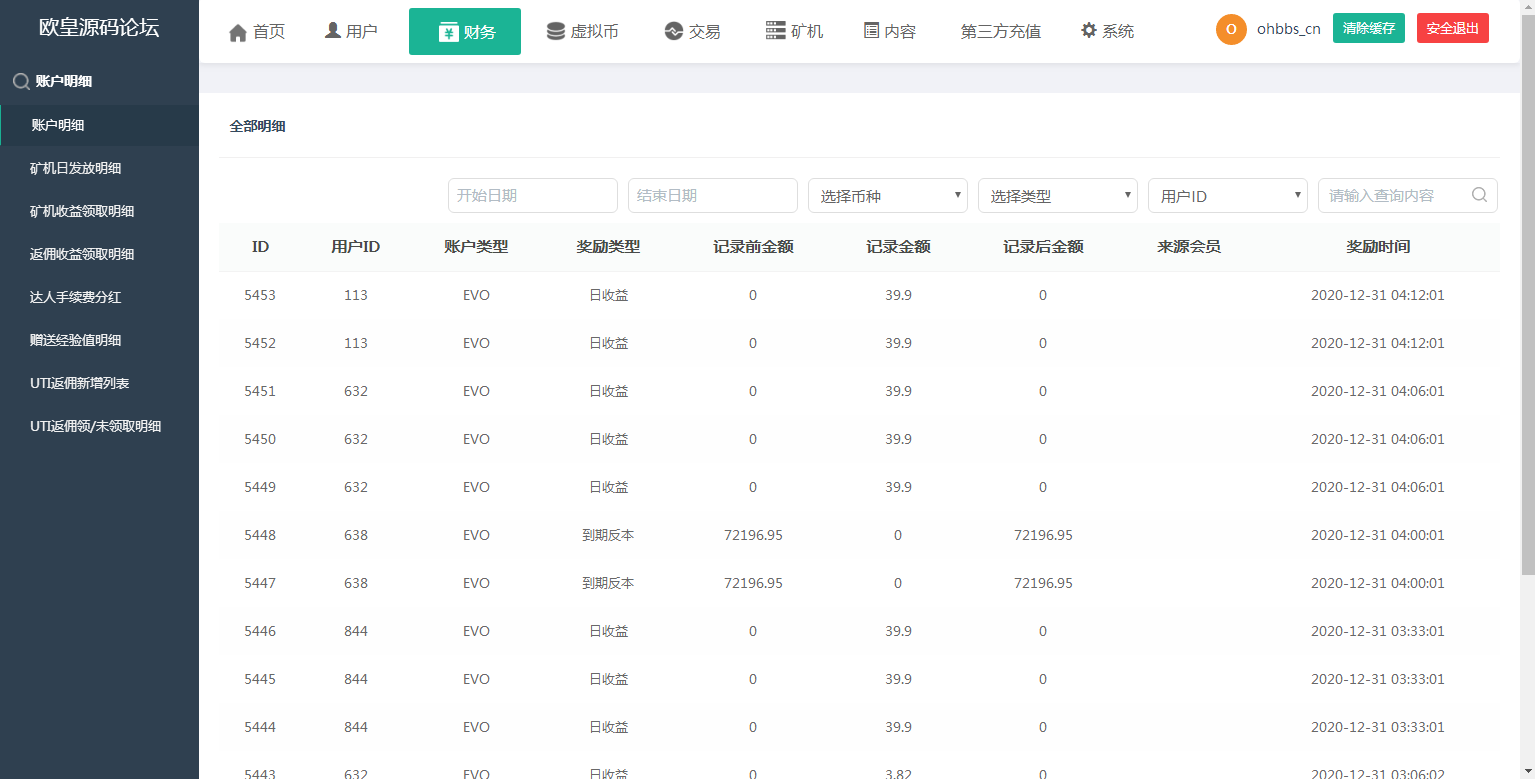 欧皇源码论坛
账户明细
账户明细
矿机日发放明细
矿机收益领取明细
返佣收益领取明细
达人手续费分红
赠送经验值明细
UTI返佣新增列表
UTI返佣领/未领取明细
首页 用户 财务 虚拟币 交易 矿机 内容 第三方充值 系统 O ohbbs_cn 清除缓存 安全退出
全部明细
开始日期 结束日期 选择币种 选择类型 用户ID 请输入查询内容
ID 用户ID 账户类型 奖励类型 记录前金额 记录金额 记录后金额 来源会员 奖励时间
5453 113 EVO 日收益 0 39.9 0 2020-12-31 04:12:01
5452 113 EVO 日收益 0 39.9 0 2020-12-31 04:12:01
5451 632 EVO 日收益 0 39.9 0 2020-12-31 04:06:01
5450 632 EVO 日收益 0 39.9 0 2020-12-31 04:06:01
5449 632 EVO 日收益 0 39.9 0 2020-12-31 04:06:01
5448 638 EVO 到期反本 72196.95 0 72196.95 2020-12-31 04:00:01
5447 638 EVO 到期反本 72196.95 0 72196.95 2020-12-31 04:00:01
5446 844 EVO 日收益 0 39.9 0 2020-12-31 03:33:01
5445 844 EVO 日收益 0 39.9 0 2020-12-31 03:33:01
5444 844 EVO 日收益 0 39.9 0 2020-12-31 03:33:01
5443 632 EVO 日收益 0 3.82 0 2020-12-31 03:06:02